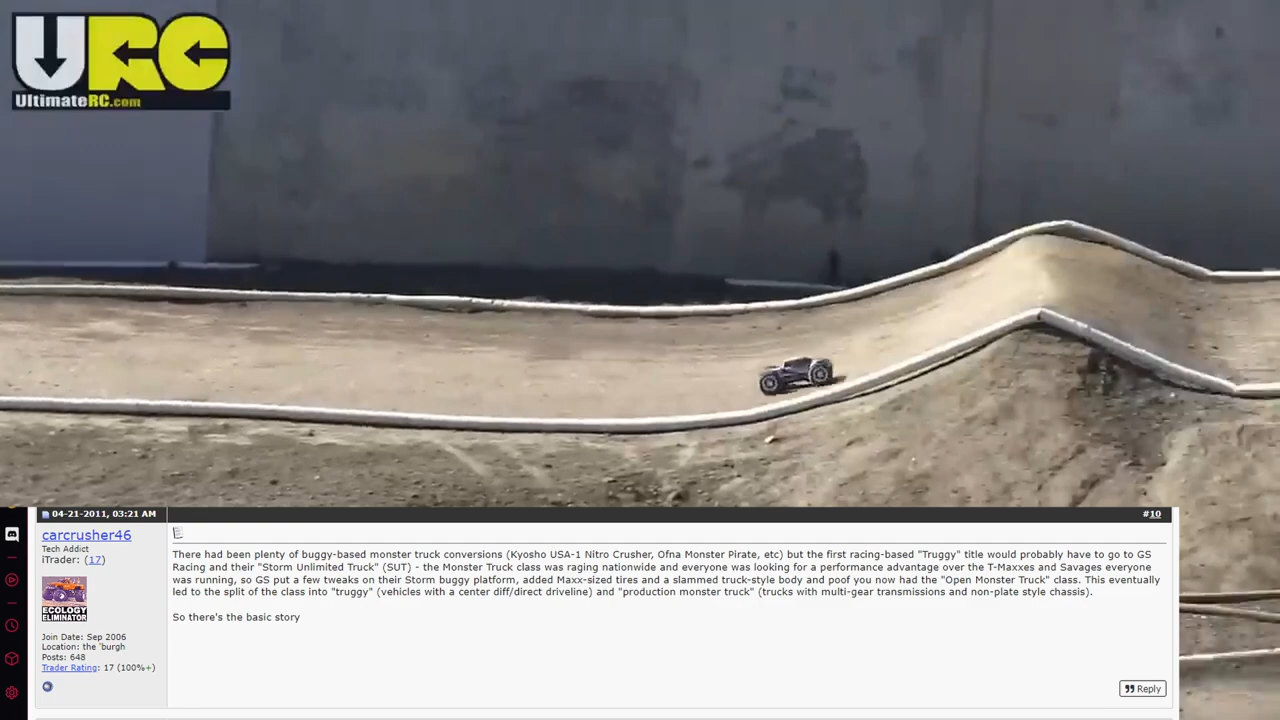 URC
UltimateRC.com
04-21-2011, 03:21 AM
#10
carcrusher46
Tech Addict
iTrader: (17)
ECOLOGY
ELIMINATOR
Join Date: Sep 2006
Location: the 'burgh
Posts: 648
Trader Rating: 17 (100%+)
There had been plenty of buggy-based monster truck conversions (Kyosho USA-1 Nitro Crusher, Ofna Monster Pirate, etc) but the first racing-based "Truggy" title would probably have to go to GS
Racing and their "Storm Unlimited Truck" (SUT) - the Monster Truck class was raging nationwide and everyone was looking for a performance advantage over the T-Maxxes and Savages everyone
was running, so GS put a few tweaks on their Storm buggy platform, added Maxx-sized tires and a slammed truck-style body and poof you now had the "Open Monster Truck" class. This eventually
led to the split of the class into "truggy" (vehicles with a center diff/direct driveline) and "production monster truck" (trucks with multi-gear transmissions and non-plate style chassis).
So there's the basic story
Reply